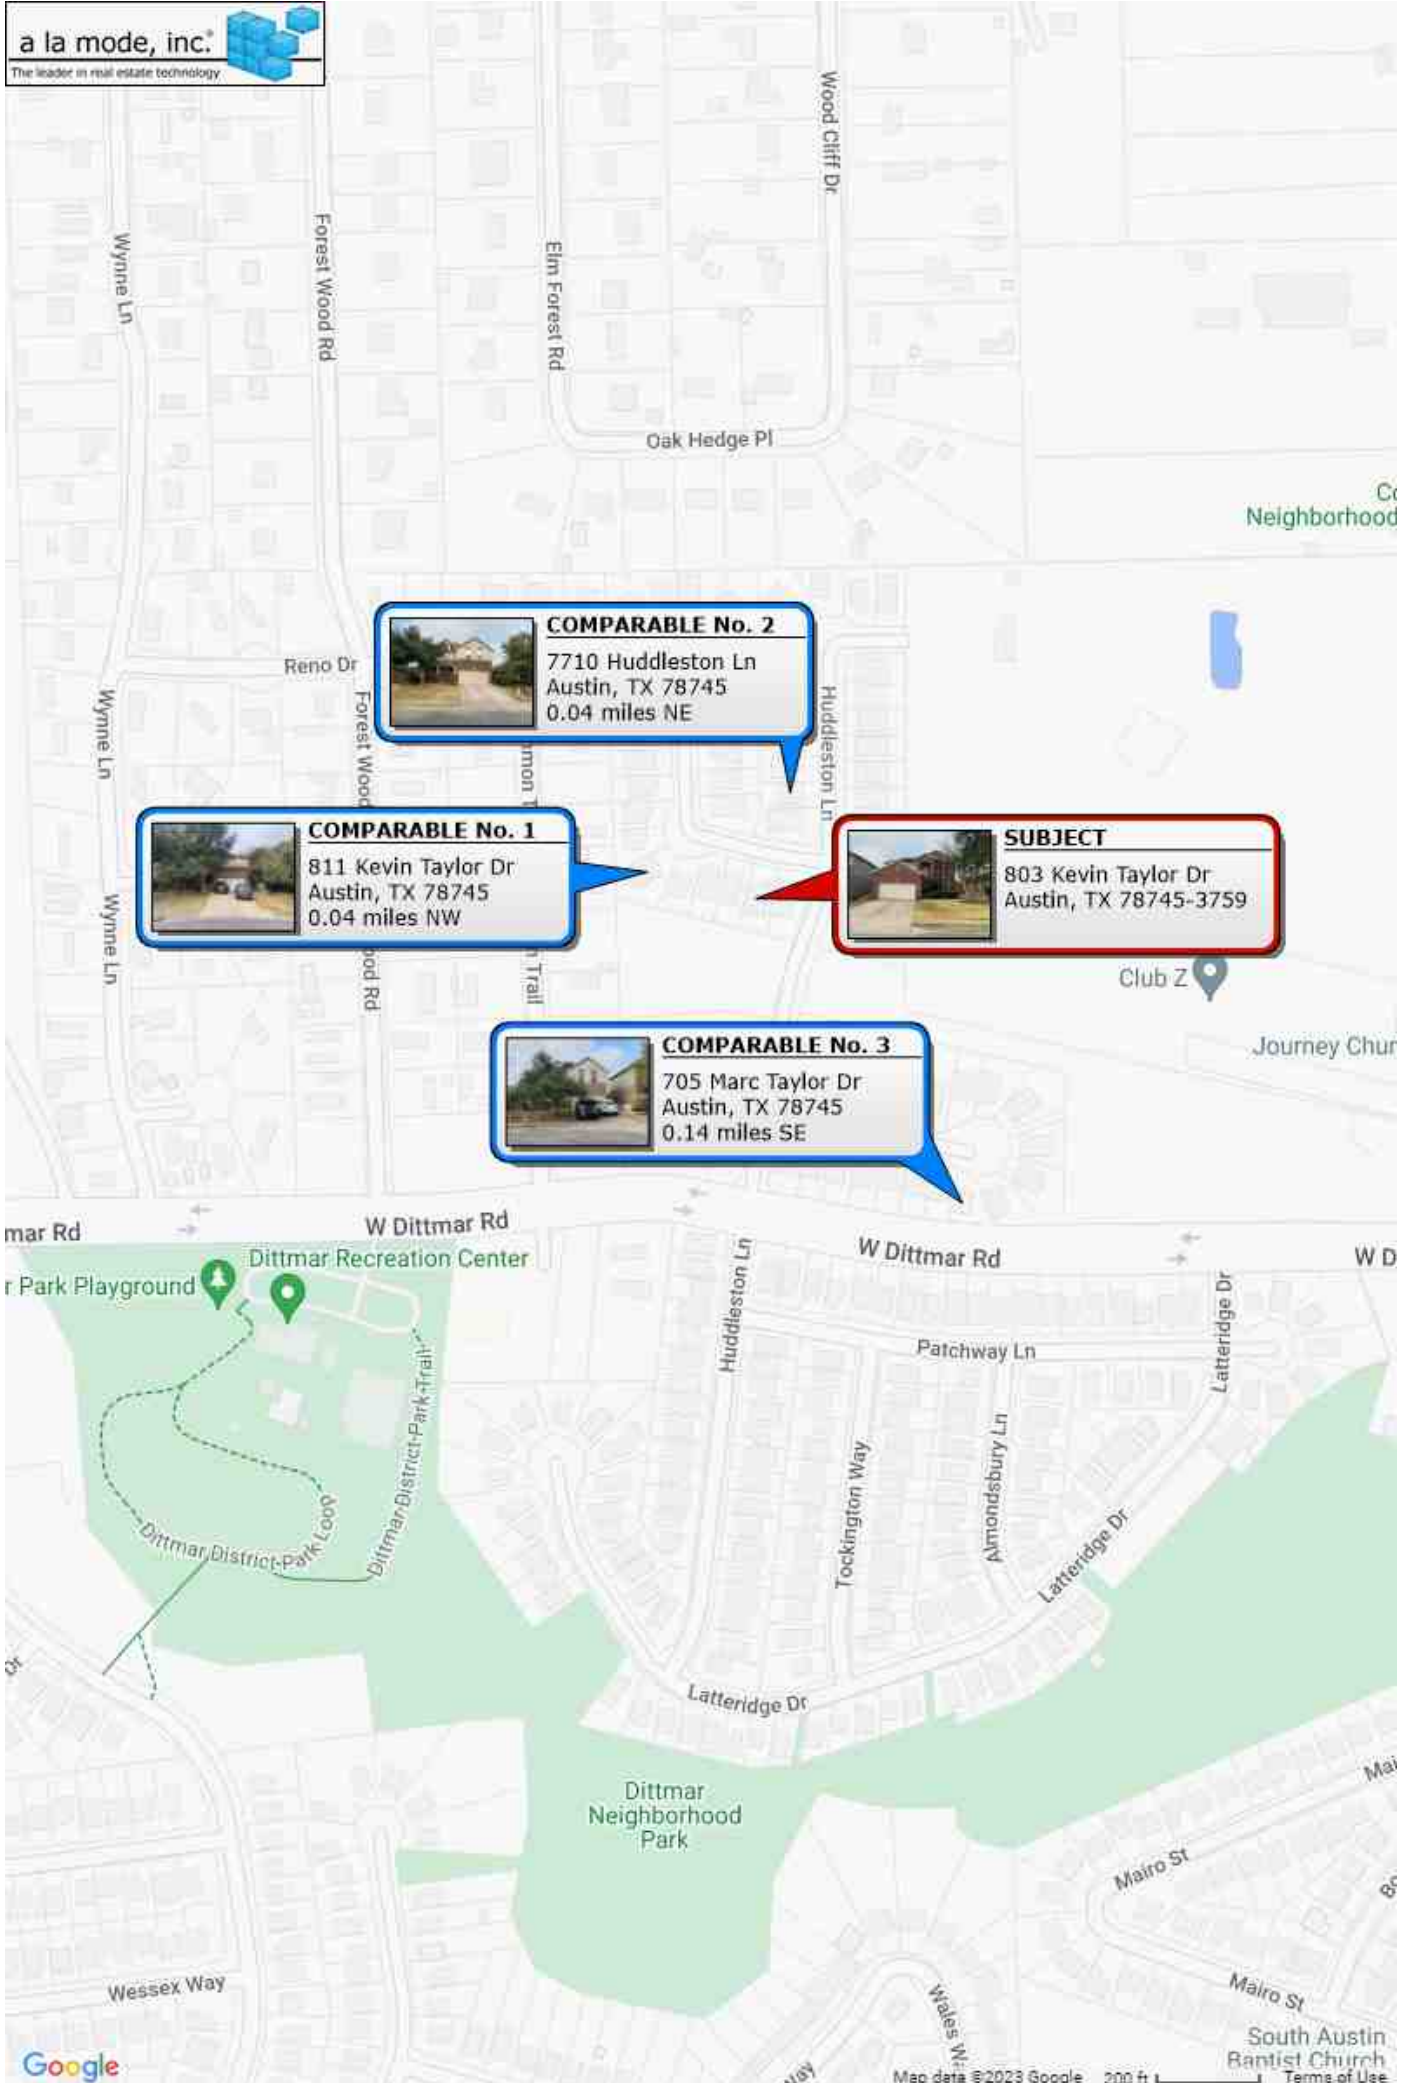 a la mode, inc.®
The leader in real estate technology
Wood Cliff Dr
Wynne Ln
Forest Wood Rd
Elm Forest Rd
Oak Hedge Pl
Neighborhood
COMPARABLE No. 2
7710 Huddleston Ln
Austin, TX 78745
0.04 miles NE
Reno Dr
Wynne Ln
Forest Wood
Huddleston Ln
COMPARABLE No. 1
811 Kevin Taylor Dr
Austin, TX 78745
0.04 miles NW
SUBJECT
803 Kevin Taylor Dr
Austin, TX 78745-3759
Wynne Ln
Rd
Trail
Club Z
Journey Chur
COMPARABLE No. 3
705 Marc Taylor Dr
Austin, TX 78745
0.14 miles SE
mar Rd
W Dittmar Rd
W Dittmar Rd
W D
Dittmar Recreation Center
r Park Playground
Huddleston Ln
Latteridge Dr
Patchway Ln
Dittmar-District-Park-Trail
Tockington Way
Almondsbury Ln
Dittmar District-Park Loop
Latteridge Dr
Dr
Latteridge Dr
Dittmar
Neighborhood
Park
Mai
Mairo St
Wessex Way
Mairo St
Wales W
South Austin
Baptist Church
Google
way
Map data ©2023 Google
200 ft
Terms of Use